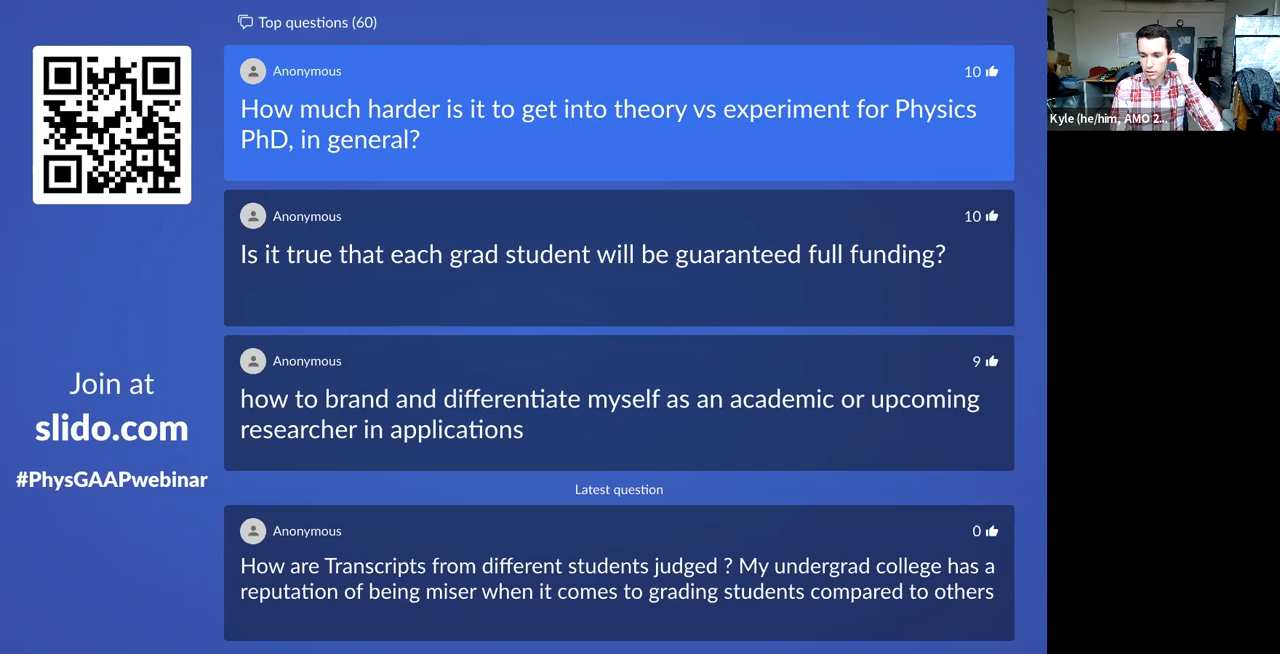 Top questions (60)
Anonymous
10
How much harder is it to get into theory vs experiment for Physics
PhD, in general?
Anonymous
10
Is it true that each grad student will be guaranteed full funding?
Anonymous
9
how to brand and differentiate myself as an academic or upcoming
researcher in applications
Latest question
Anonymous
0
How are Transcripts from different students judged ? My undergrad college has a
reputation of being miser when it comes to grading students compared to others
Join at
slido.com
#PhysGAAPwebinar
Kyle (he/him, AMO 2...